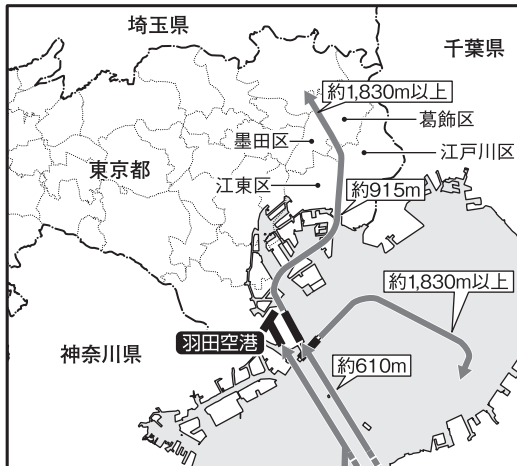 埼玉県
千葉県
約1,830m以上
葛飾区
墨田区
江戸川区
東京都
江東区
約915m
約1,830m以上
羽田空港
神奈川県
約610m